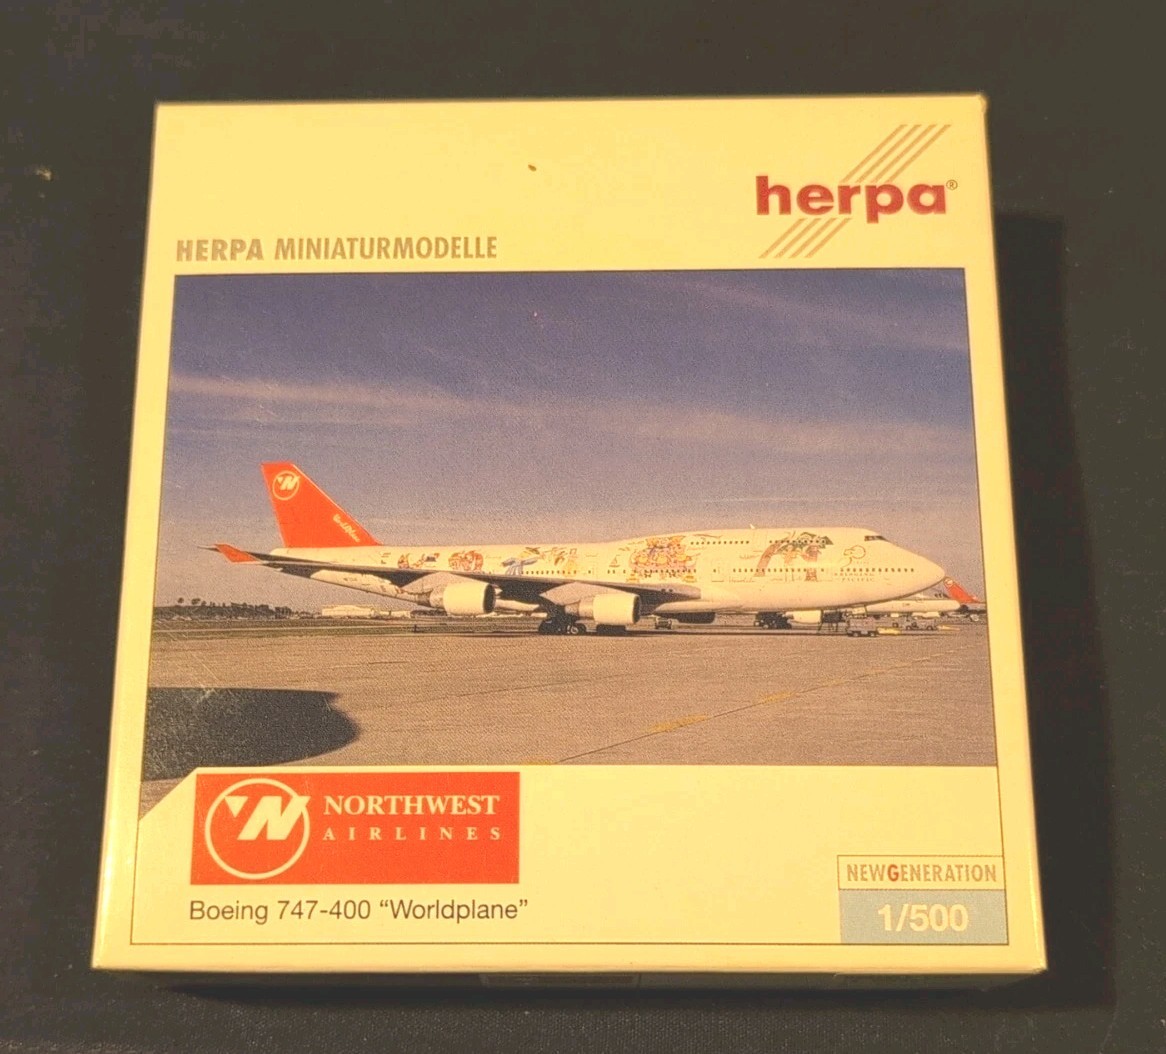 herpa®
HERPA MINIATURMODELLE
N
NORTHWEST
AIRLINES
Boeing 747-400 “Worldplane”
NEWGENERATION
1/500